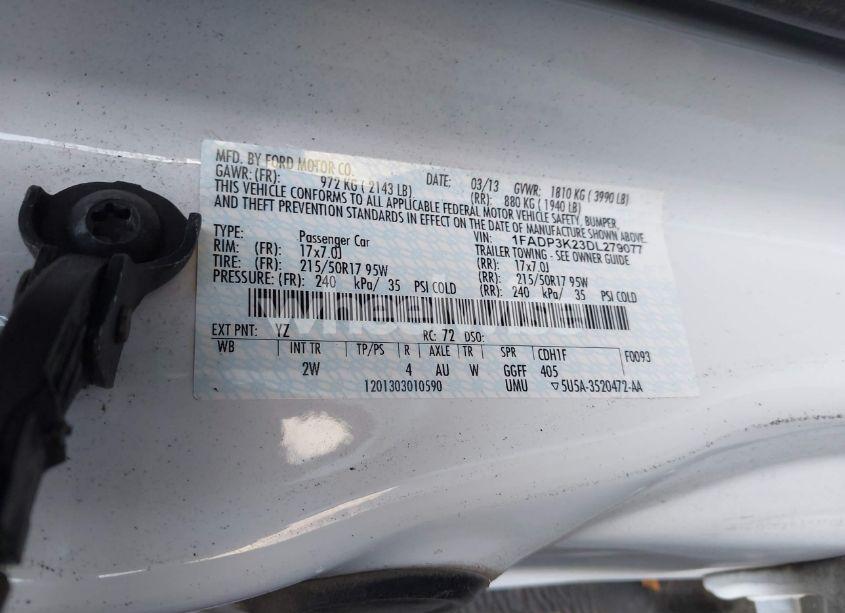 MFD. BY FORD MOTOR CO. DATE: 03/13 GVWR: 1810 KG ( 3990 LB)
GAWR: (FR): 972 KG ( 2143 LB) (RR): 880 KG ( 1940 LB)
THIS VEHICLE CONFORMS TO ALL APPLICABLE FEDERAL MOTOR VEHICLE SAFETY, BUMPER,
AND THEFT PREVENTION STANDARDS IN EFFECT ON THE DATE OF MANUFACTURE SHOWN ABOVE.
VIN: 1FADP3K23DL279077
TYPE: Passenger Car TRAILER TOWING - SEE OWNER GUIDE
RIM: (FR): 17x7.0J (RR): 17x7.0J
TIRE: (FR): 215/50R17 95W (RR): 215/50R17 95W
PRESSURE: (FR): 240 kPa/ 35 PSI COLD (RR): 240 kPa/ 35 PSI COLD
EXT PNT: YZ RC: 72 DSO:
WB INT TR TP/PS R AXLE TR SPR CDH1F F0093
2W 4 AU W GGFF 405
1201303010590 UMU ▽5U5A-3520472-AA